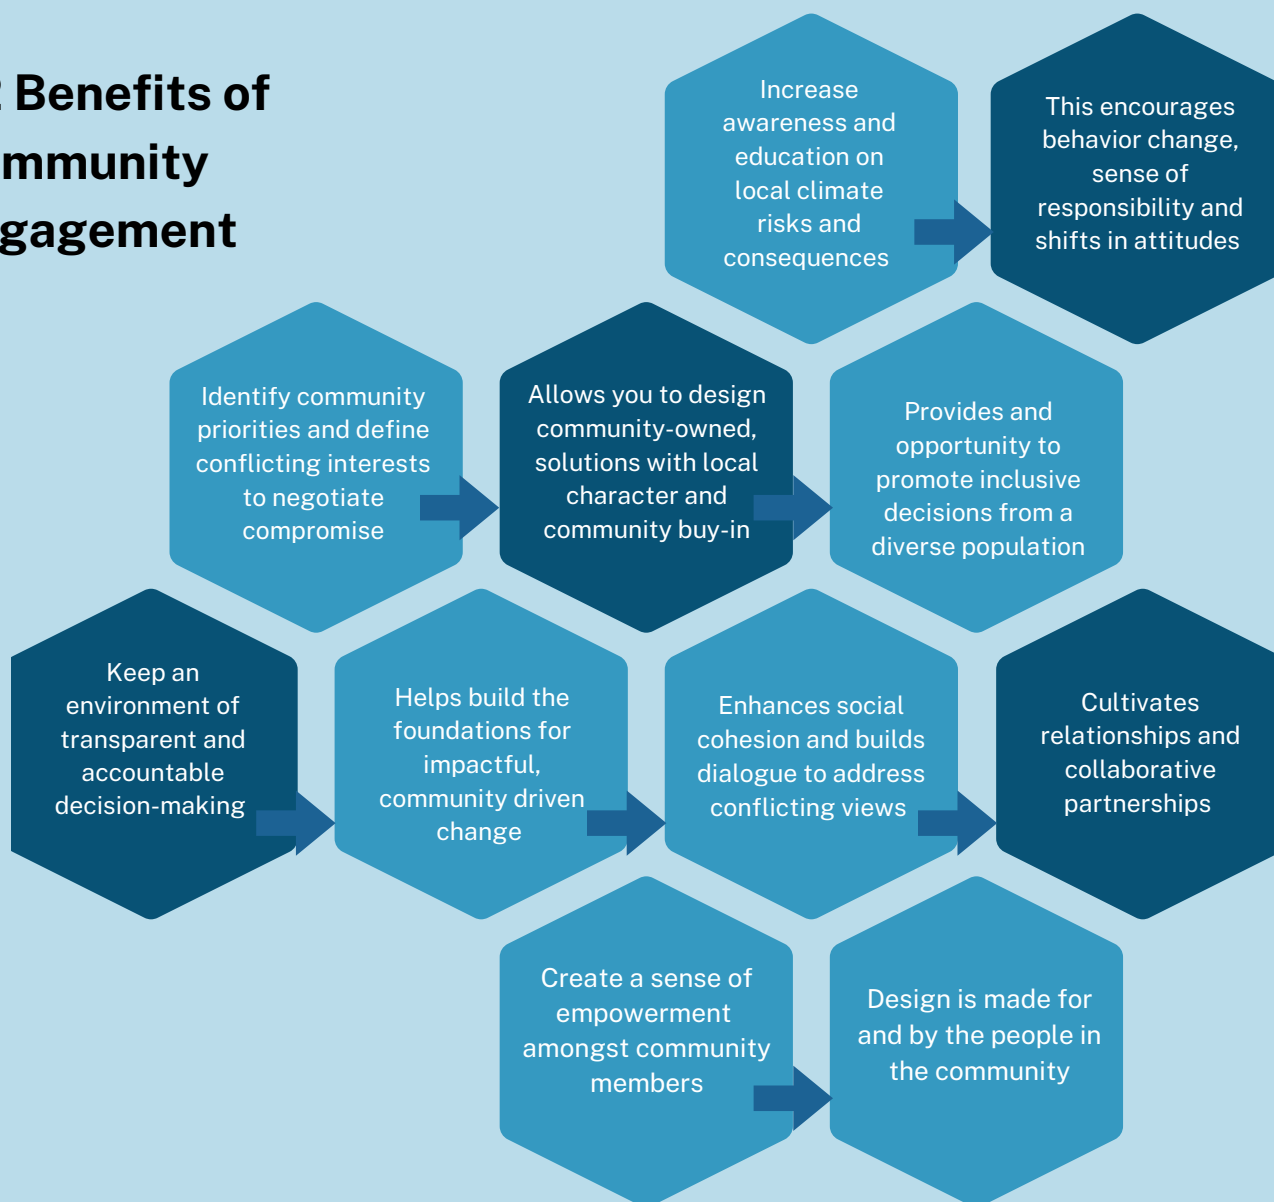 2 Benefits of
mmunity
gagement
Increase
awareness and
education on
local climate
risks and
consequences
This encourages
behavior change,
sense of
responsibility and
shifts in attitudes
Identify community
priorities and define
conflicting interests
to negotiate
compromise
Allows you to design
community-owned,
solutions with local
character and
community buy-in
Provides and
opportunity to
promote inclusive
decisions from a
diverse population
Keep an
environment of
transparent and
accountable
decision-making
Helps build the
foundations for
impactful,
community driven
change
Enhances social
cohesion and builds
dialogue to address
conflicting views
Cultivates
relationships and
collaborative
partnerships
Create a sense of
empowerment
amongst community
members
Design is made for
and by the people in
the community